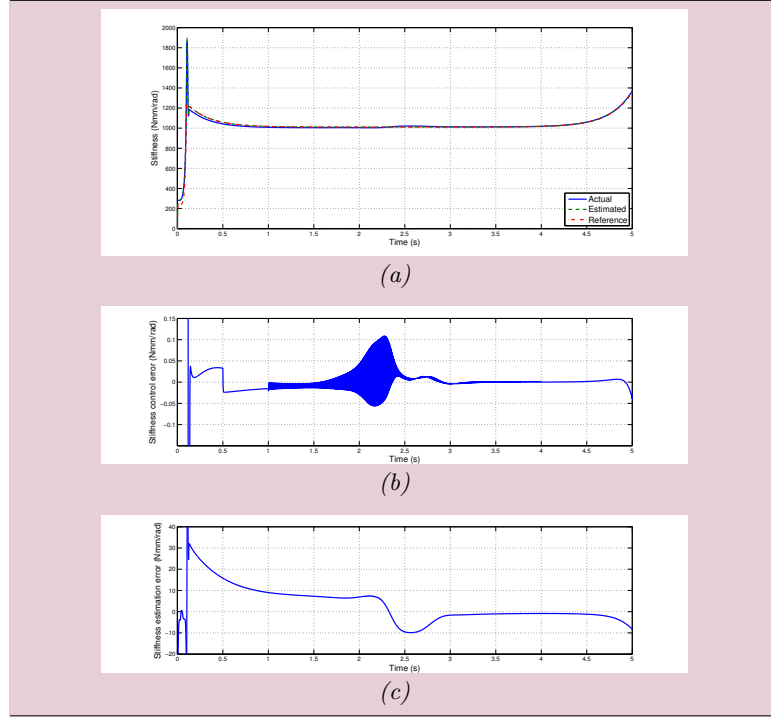 2000
1800
1600
1400
1200
1000
800
600
400
200
0
Stiffness (Nmm/rad)
Actual
Estimated
Reference
0 0.5 1 1.5 2 2.5 3 3.5 4 4.5 5
Time (s)
(a)
0.15
0.1
0.05
0
−0.05
−0.1
Stiffness control error (Nmm/rad)
0 0.5 1 1.5 2 2.5 3 3.5 4 4.5 5
Time (s)
(b)
40
30
20
10
0
−10
−20
Stiffness estimation error (Nmm/rad)
0 0.5 1 1.5 2 2.5 3 3.5 4 4.5 5
Time (s)
(c)